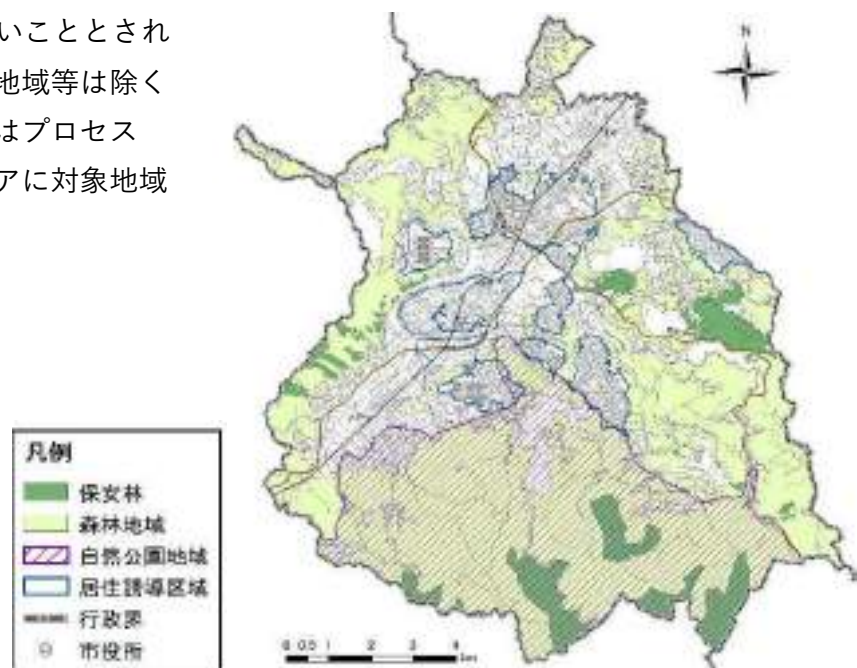 いこととされ
地域等は除く
はプロセス
アに対象地域
N
凡例
保安林
森林地域
自然公園地域
居住誘導区域
行政界
市役所
0 0.5 1 2 3 4
km